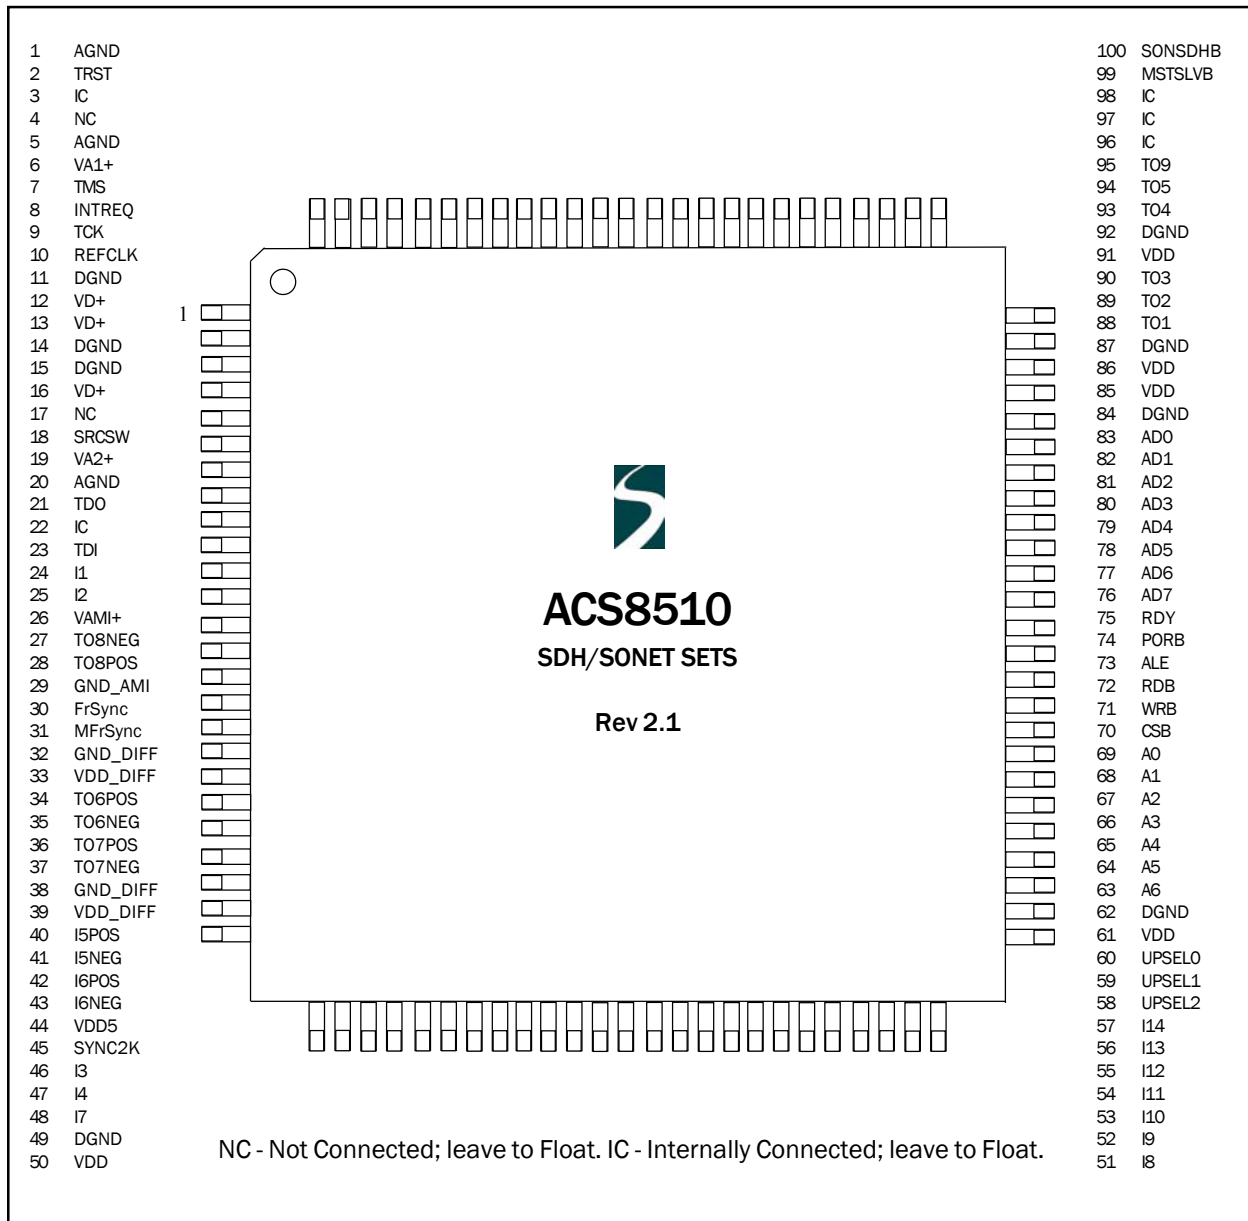 1 AGND
2 TRST
3 IC
4 NC
5 AGND
6 VA1+
7 TMS
8 INTREQ
9 TCK
10 REFCLK
11 DGND
12 VD+
13 VD+
14 DGND
15 DGND
16 VD+
17 NC
18 SRCSW
19 VA2+
20 AGND
21 TDO
22 IC
23 TDI
24 I1
25 I2
26 VAMI+
27 TO8NEG
28 TO8POS
29 GND_AMI
30 FrSync
31 MFrSync
32 GND_DIFF
33 VDD_DIFF
34 TO6POS
35 TO6NEG
36 TO7POS
37 TO7NEG
38 GND_DIFF
39 VDD_DIFF
40 I5POS
41 I5NEG
42 I6POS
43 I6NEG
44 VDD5
45 SYNC2K
46 I3
47 I4
48 I7
49 DGND
50 VDD
1
ACS8510
SDH/SONET SETS
Rev 2.1
100 SONSDHB
99 MSTSLVB
98 IC
97 IC
96 IC
95 TO9
94 TO5
93 TO4
92 DGND
91 VDD
90 TO3
89 TO2
88 TO1
87 DGND
86 VDD
85 VDD
84 DGND
83 AD0
82 AD1
81 AD2
80 AD3
79 AD4
78 AD5
77 AD6
76 AD7
75 RDY
74 PORB
73 ALE
72 RDB
71 WRB
70 CSB
69 A0
68 A1
67 A2
66 A3
65 A4
64 A5
63 A6
62 DGND
61 VDD
60 UPSEL0
59 UPSEL1
58 UPSEL2
57 I14
56 I13
55 I12
54 I11
53 I10
52 I9
51 I8
NC - Not Connected; leave to Float. IC - Internally Connected; leave to Float.